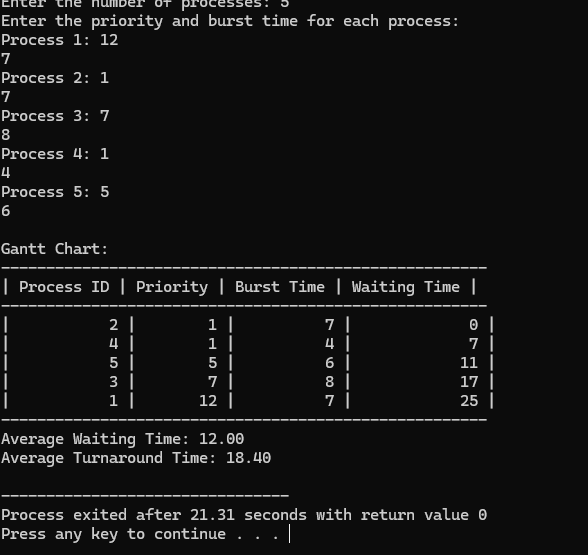 Enter the number of processes: 5
Enter the priority and burst time for each process:
Process 1: 12
7
Process 2: 1
7
Process 3: 7
8
Process 4: 1
4
Process 5: 5
6
Gantt Chart:
------------------------------------------------------
| Process ID | Priority | Burst Time | Waiting Time |
------------------------------------------------------
|           2 |        1 |          7 |             0 |
|           4 |        1 |          4 |             7 |
|           5 |        5 |          6 |            11 |
|           3 |        7 |          8 |            17 |
|           1 |       12 |          7 |            25 |
------------------------------------------------------
Average Waiting Time: 12.00
Average Turnaround Time: 18.40
--------------------------------
Process exited after 21.31 seconds with return value 0
Press any key to continue . . .